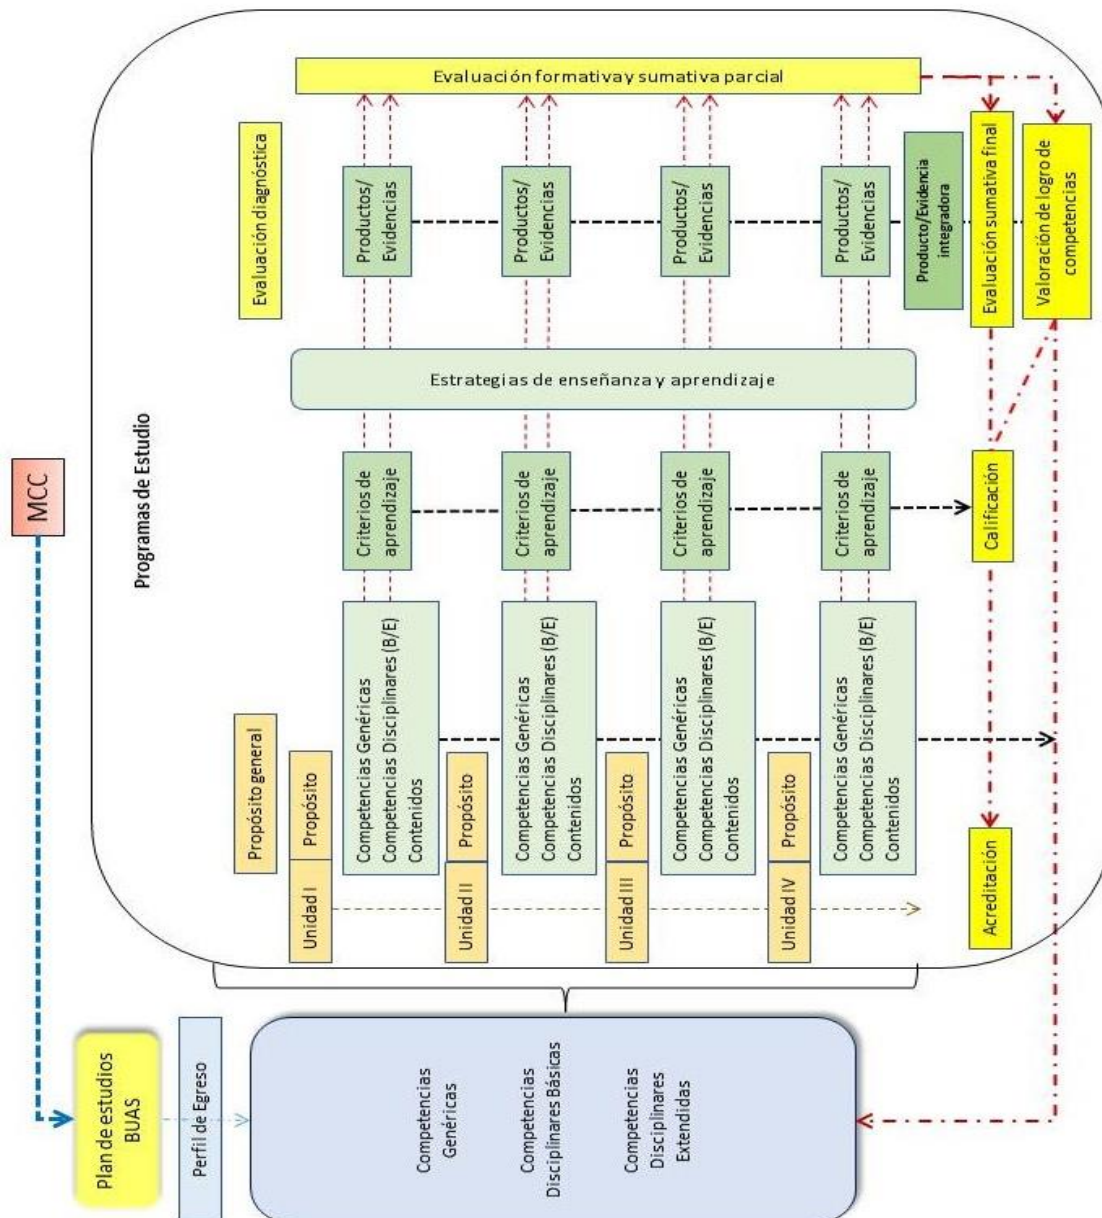 MCC
Plan de estudios
BUAS
Perfil de Egreso
Competencias
Genéricas
Competencias
Disciplinares Básicas
Competencias
Disciplinares
Extendidas
Programas de Estudio
Propósito general
Evaluación diagnóstica
Unidad I
Propósito
Competencias Genéricas
Competencias Disciplinares (B/E)
Contenidos
Criterios de
aprendizaje
Productos/
Evidencias
Unidad II
Propósito
Competencias Genéricas
Competencias Disciplinares (B/E)
Contenidos
Criterios de
aprendizaje
Productos/
Evidencias
Unidad III
Propósito
Competencias Genéricas
Competencias Disciplinares (B/E)
Contenidos
Criterios de
aprendizaje
Productos/
Evidencias
Unidad IV
Propósito
Competencias Genéricas
Competencias Disciplinares (B/E)
Contenidos
Criterios de
aprendizaje
Productos/
Evidencias
Estrategias de enseñanza y aprendizaje
Evaluación formativa y sumativa parcial
Producto/Evidencia
integradora
Acreditación
Calificación
Evaluación sumativa final
Valoración de logro de
competencias